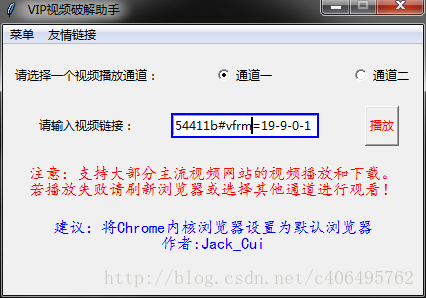 VIP视频破解助手
菜单 友情链接
请选择一个视频播放通道： 通道一 通道二
请输入视频链接： 54411b#vfrm=19-9-0-1 播放
注意：支持大部分主流视频网站的视频播放和下载。
若播放失败请刷新浏览器或选择其他通道进行观看！
建议：将Chrome内核浏览器设置为默认浏览器
作者:Jack_Cui
http://blog.csdn.net/c406495762